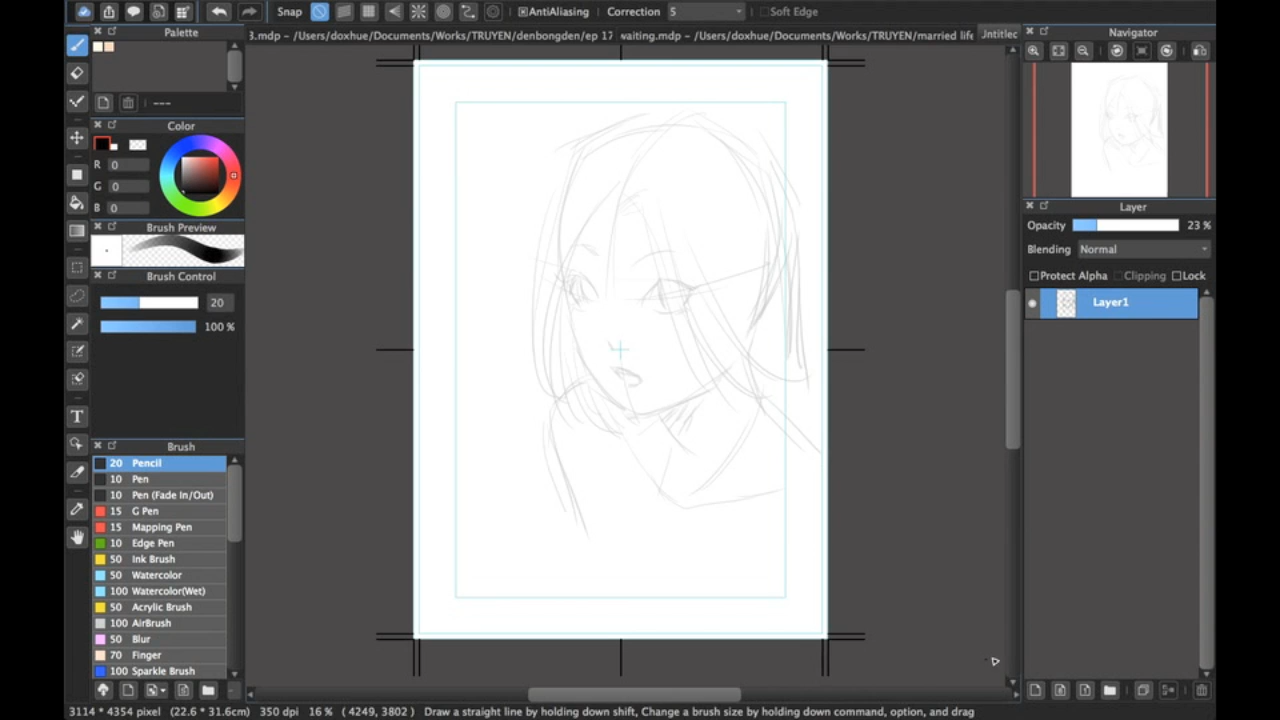 Snap AntiAliasing Correction 5 Soft Edge
3.mdp – /Users/doxhue/Documents/Works/TRUYEN/denbongden/ep 17 waiting.mdp – /Users/doxhue/Documents/Works/TRUYEN/married life
Palette
---
Color
R 0
G 0
B 0
Brush Preview
Brush Control
20
100 %
Brush
20 Pencil
10 Pen
10 Pen (Fade In/Out)
15 G Pen
15 Mapping Pen
10 Edge Pen
50 Ink Brush
50 Watercolor
100 Watercolor(Wet)
50 Acrylic Brush
100 AirBrush
50 Blur
70 Finger
100 Sparkle Brush
Navigator
Layer
Opacity 23 %
Blending Normal
Protect Alpha Clipping Lock
Layer1
T
3114 * 4354 pixel (22.6 * 31.6cm) 350 dpi 16 % ( 4249, 3802 ) Draw a straight line by holding down shift, Change a brush size by holding down command, option, and drag